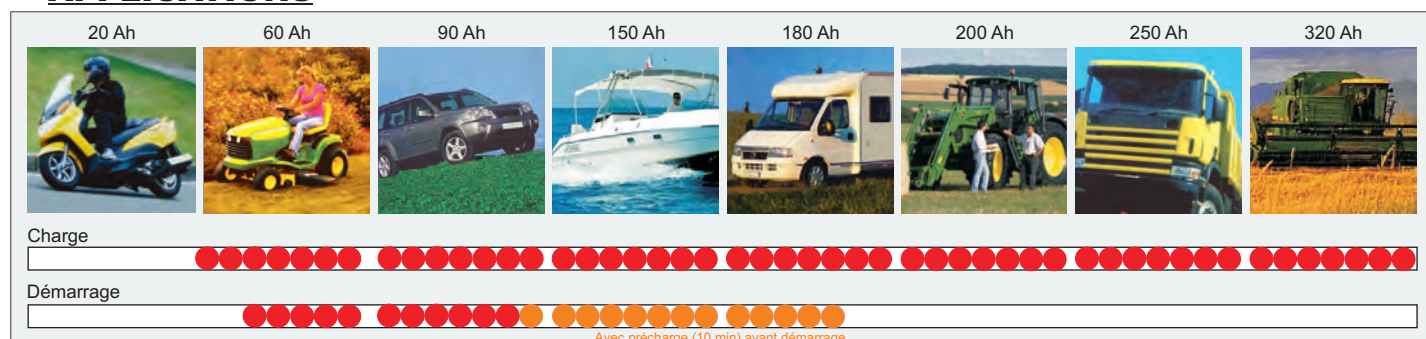 APPLICATIONS
20 Ah 60 Ah 90 Ah 150 Ah 180 Ah 200 Ah 250 Ah 320 Ah
Charge
Démarrage
Avec précharge (10 min) avant démarrage